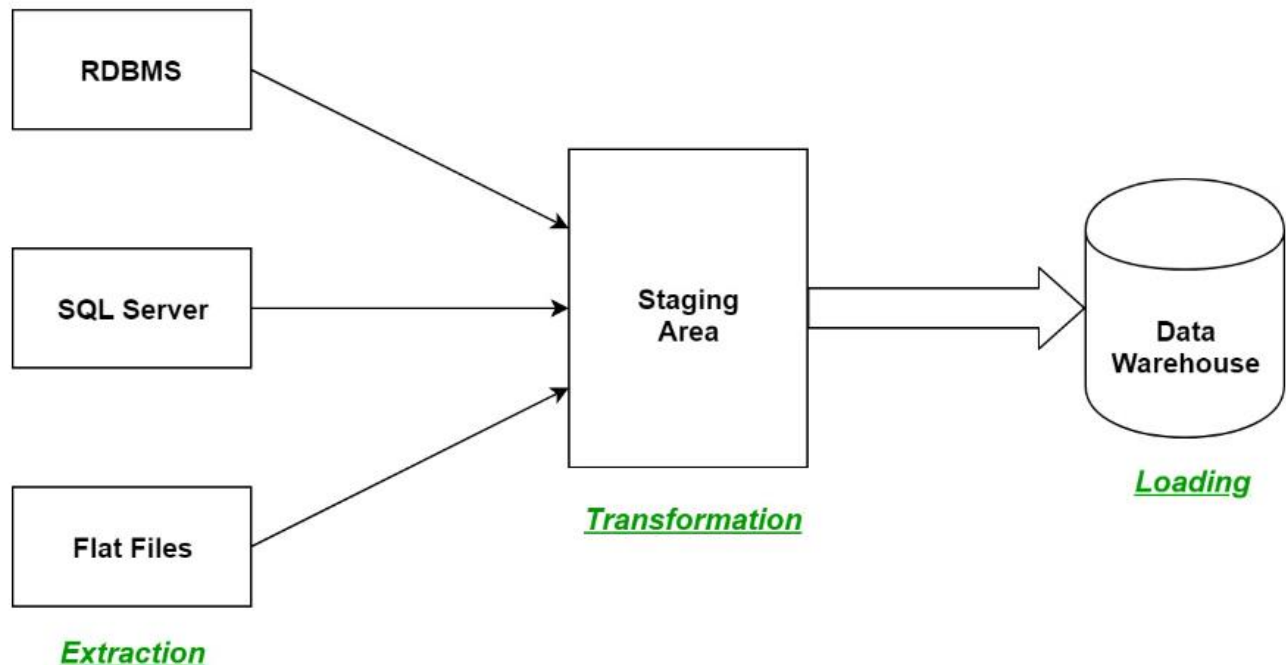 RDBMS
SQL Server
Flat Files
Extraction
Staging
Area
Transformation
Data
Warehouse
Loading